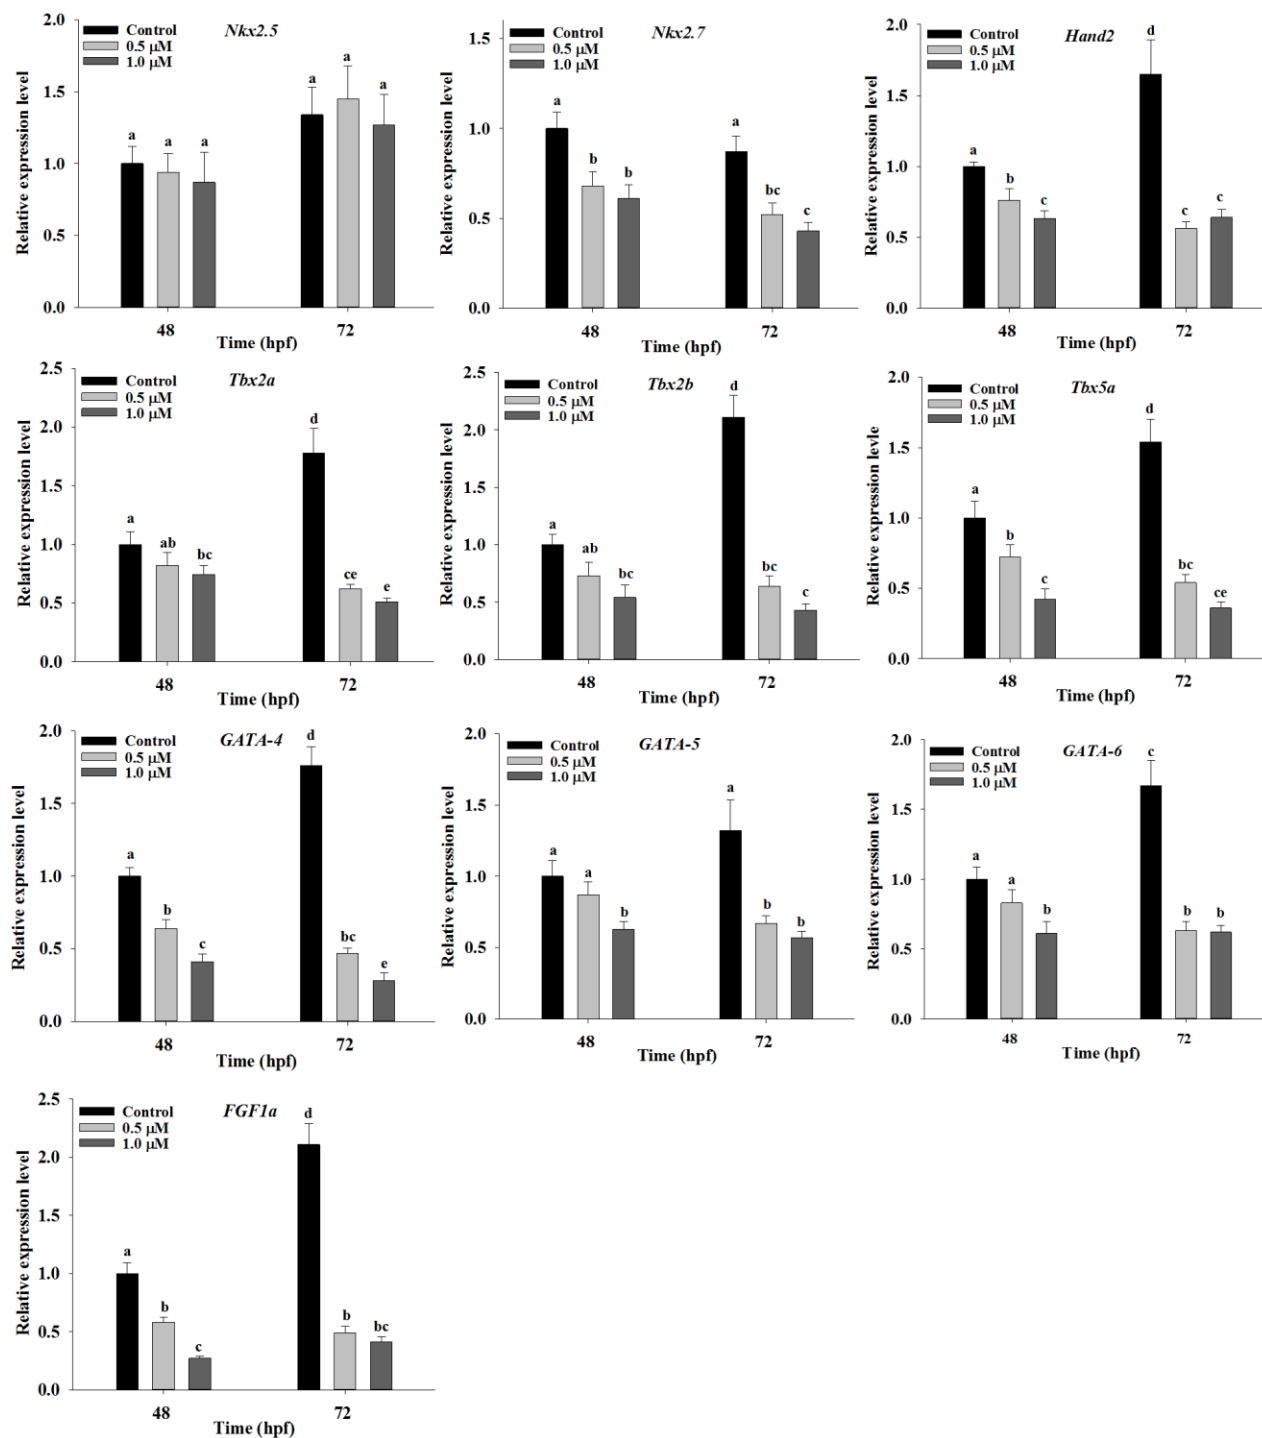 Nkx2.5
Control
0.5 μM
1.0 μM
Relative expression level
2.0
1.5
1.0
0.5
0.0
a a a a a a
48 72
Time (hpf)
Nkx2.7
Control
0.5 μM
1.0 μM
Relative expression level
1.5
1.0
0.5
0.0
a b b a bc c
48 72
Time (hpf)
Hand2
Control
0.5 μM
1.0 μM
Relative expression level
2.0
1.5
1.0
0.5
0.0
a b c d c c
48 72
Time (hpf)
Tbx2a
Control
0.5 μM
1.0 μM
Relative expression level
2.5
2.0
1.5
1.0
0.5
0.0
a ab bc d ce e
48 72
Time (hpf)
Tbx2b
Control
0.5 μM
1.0 μM
Relative expression level
2.5
2.0
1.5
1.0
0.5
0.0
a ab bc d bc c
48 72
Time (hpf)
Tbx5a
Control
0.5 μM
1.0 μM
Relative expression levle
2.0
1.5
1.0
0.5
0.0
a b c d bc ce
48 72
Time (hpf)
GATA-4
Control
0.5 μM
1.0 μM
Relative expression level
2.0
1.5
1.0
0.5
0.0
a b c d bc e
48 72
Time (hpf)
GATA-5
Control
0.5 μM
1.0 μM
Relative expression level
2.0
1.5
1.0
0.5
0.0
a a b a b b
48 72
Time (hpf)
GATA-6
Control
0.5 μM
1.0 μM
Relative expression level
2.0
1.5
1.0
0.5
0.0
a a b c b b
48 72
Time (hpf)
FGF1a
Control
0.5 μM
1.0 μM
Relative expression level
2.5
2.0
1.5
1.0
0.5
0.0
a b c d b bc
48 72
Time (hpf)